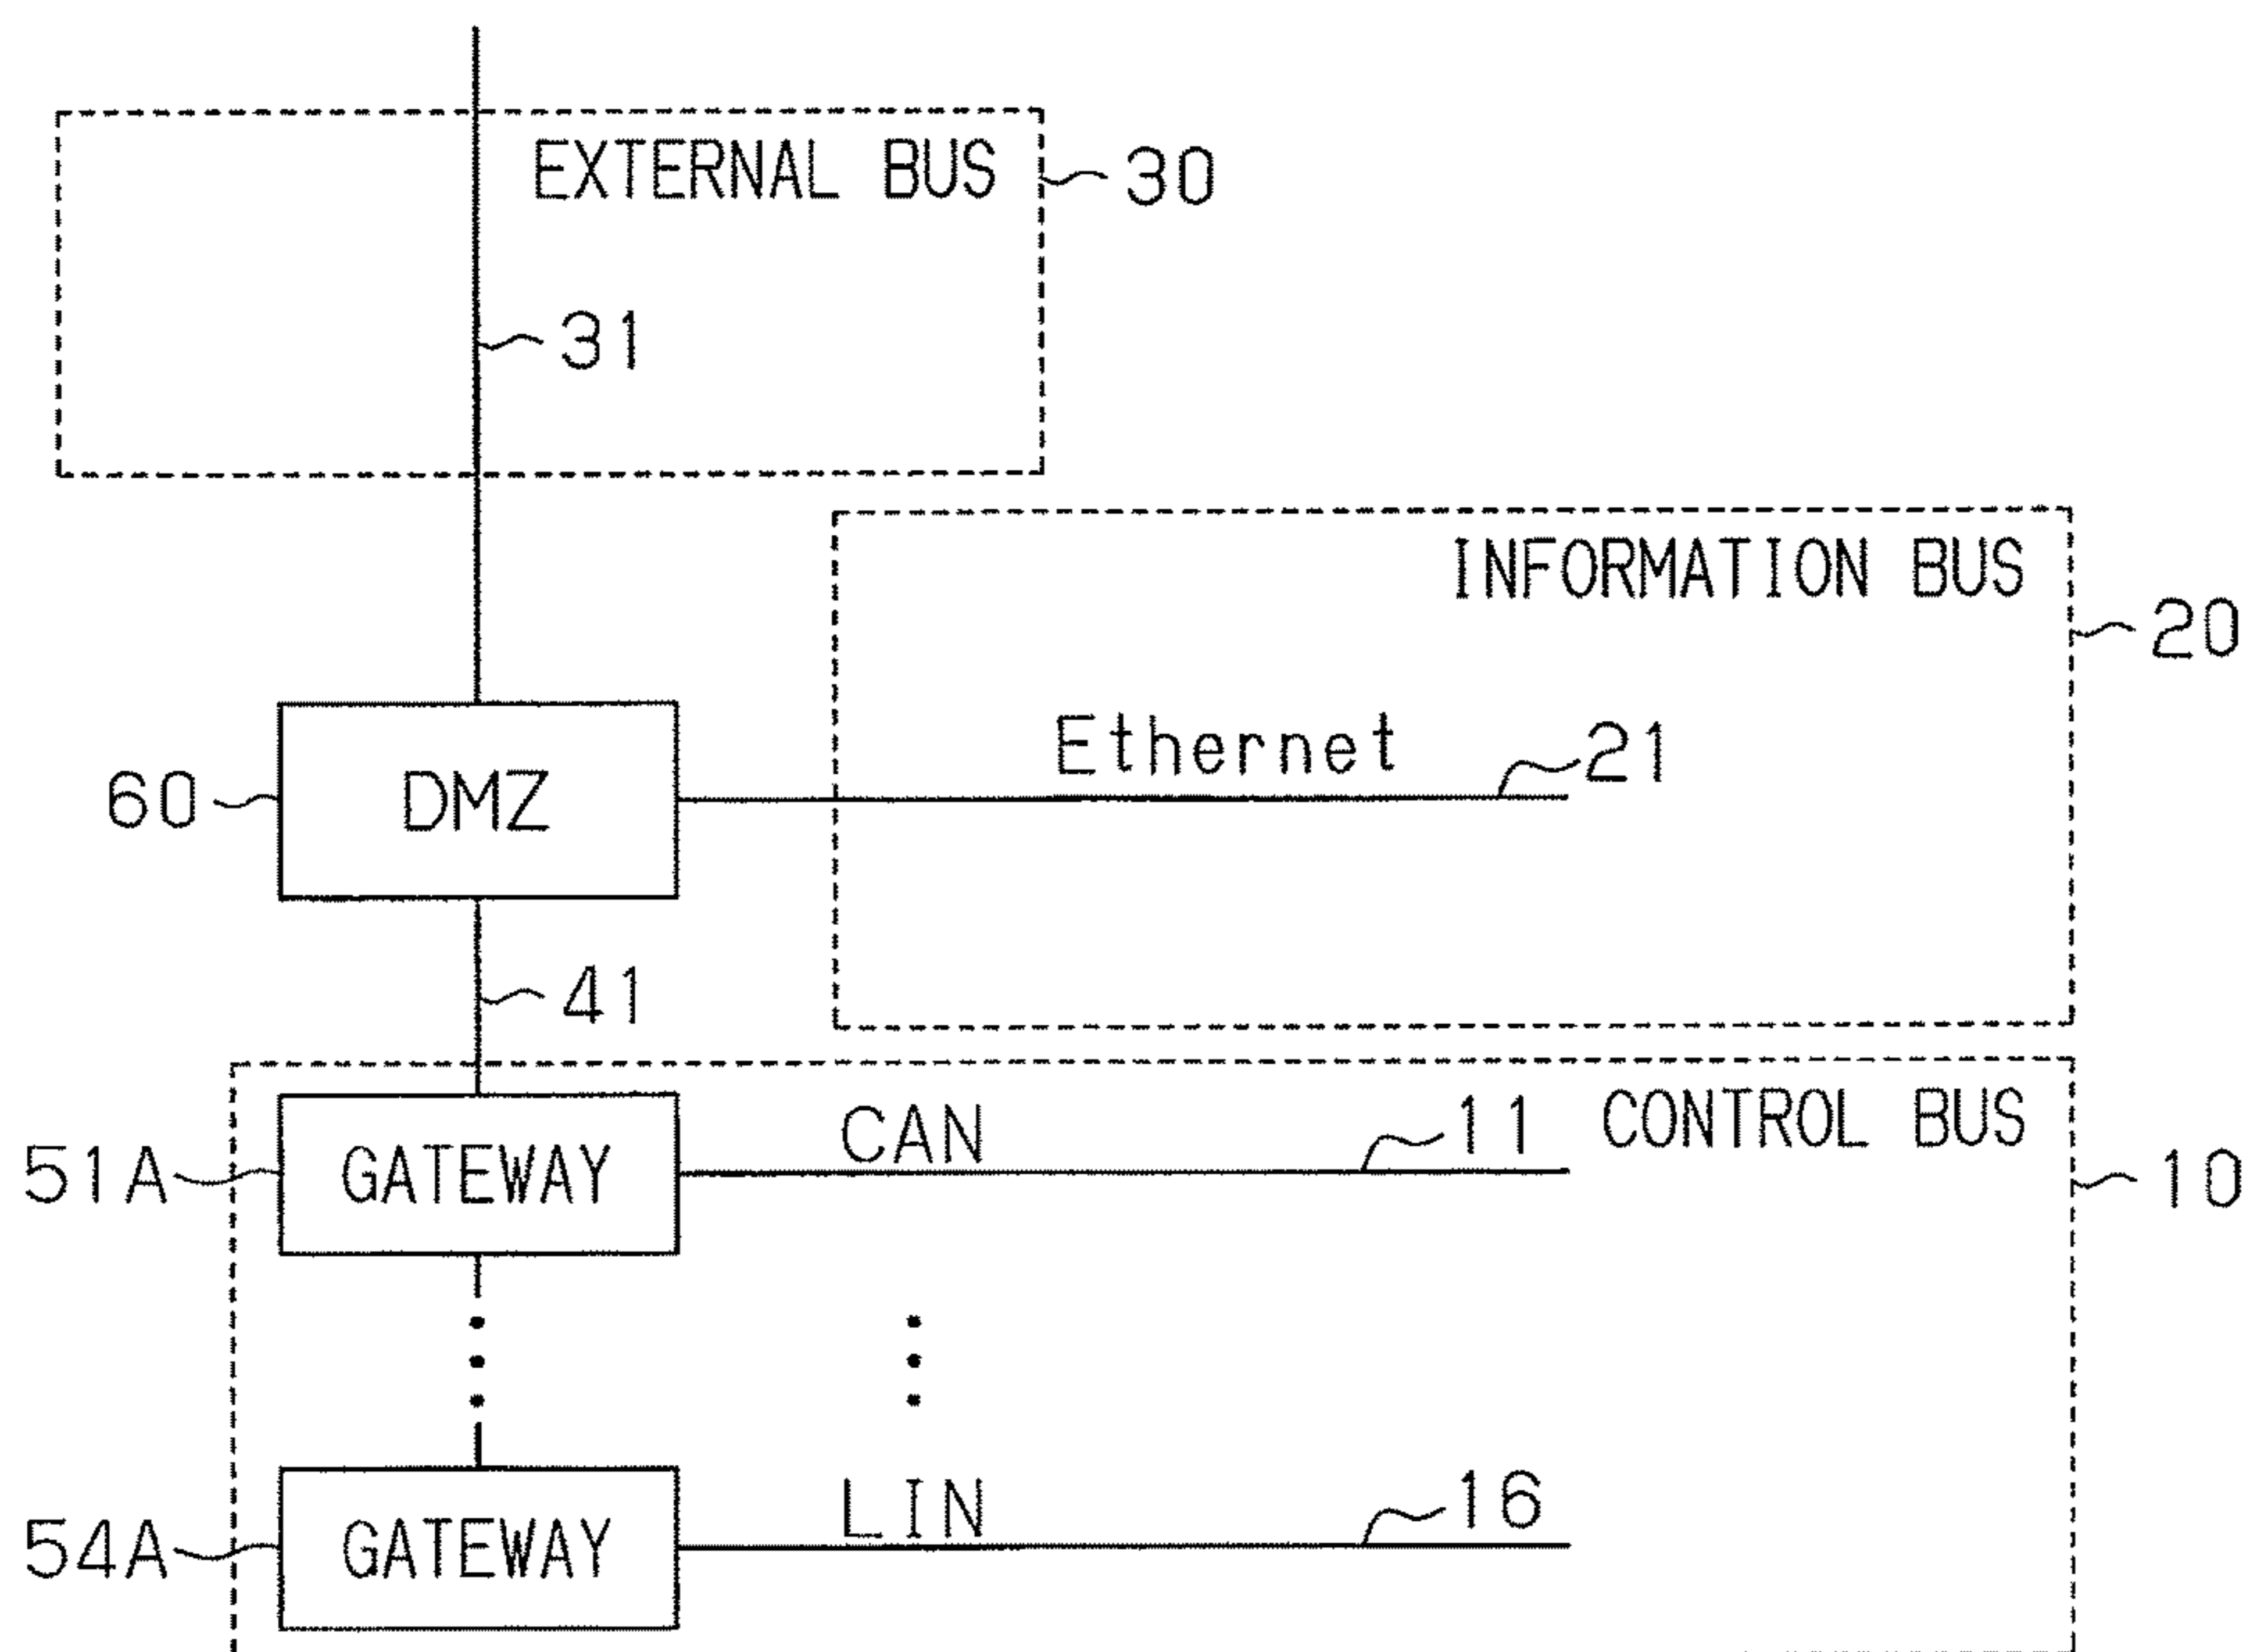 EXTERNAL BUS 30
31
INFORMATION BUS
20
Ethernet 21
60 DMZ
41
CAN 11 CONTROL BUS
51A GATEWAY 10
LIN 16
54A GATEWAY